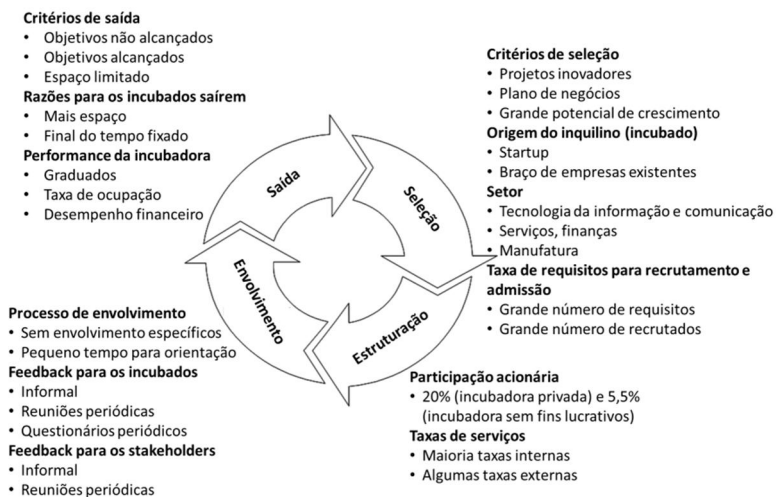 Critérios de saída
• Objetivos não alcançados
• Objetivos alcançados
• Espaço limitado
Razões para os incubados saírem
• Mais espaço
• Final do tempo fixado
Performance da incubadora
• Graduados
• Taxa de ocupação
• Desempenho financeiro
Critérios de seleção
• Projetos inovadores
• Plano de negócios
• Grande potencial de crescimento
Origem do inquilino (incubado)
• Startup
• Braço de empresas existentes
Setor
• Tecnologia da informação e comunicação
• Serviços, finanças
• Manufatura
Taxa de requisitos para recrutamento e
admissão
• Grande número de requisitos
• Grande número de recrutados
Saída
Seleção
Envolvimento
Estruturação
Processo de envolvimento
• Sem envolvimento específicos
• Pequeno tempo para orientação
Feedback para os incubados
• Informal
• Reuniões periódicas
• Questionários periódicos
Feedback para os stakeholders
• Informal
• Reuniões periódicas
Participação acionária
• 20% (incubadora privada) e 5,5%
(incubadora sem fins lucrativos)
Taxas de serviços
• Maioria taxas internas
• Algumas taxas externas